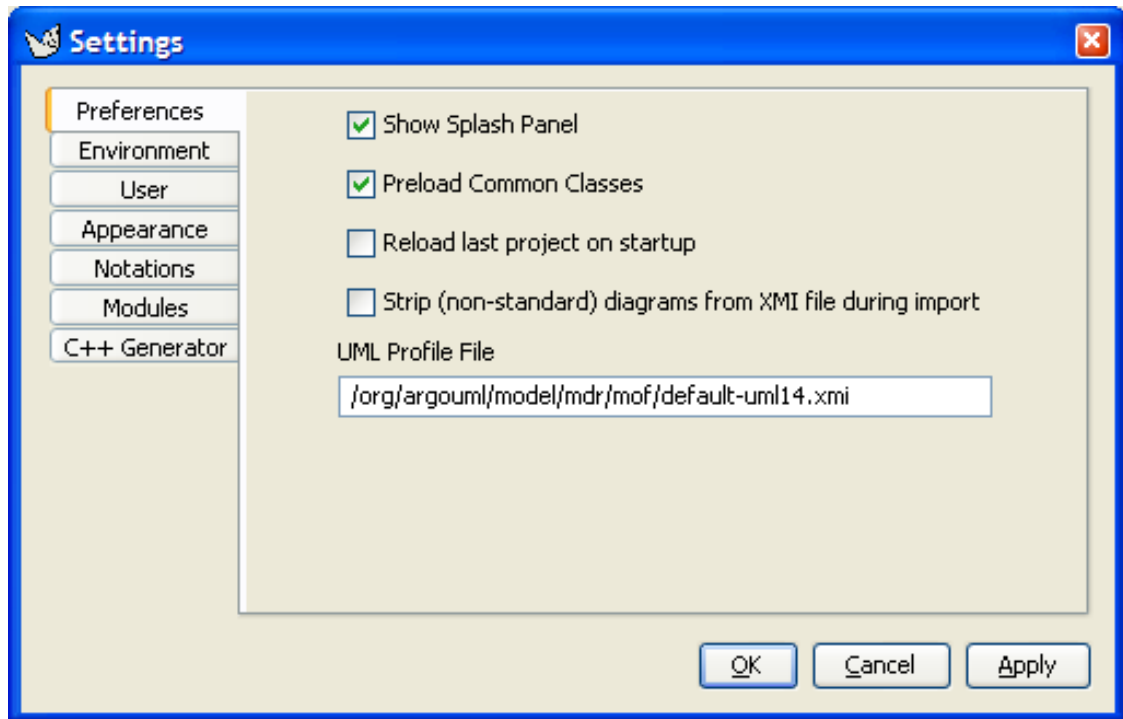 Settings
Preferences
Environment
User
Appearance
Notations
Modules
C++ Generator
Show Splash Panel
Preload Common Classes
Reload last project on startup
Strip (non-standard) diagrams from XMI file during import
UML Profile File
/org/argouml/model/mdr/mof/default-uml14.xmi
OK
Cancel
Apply